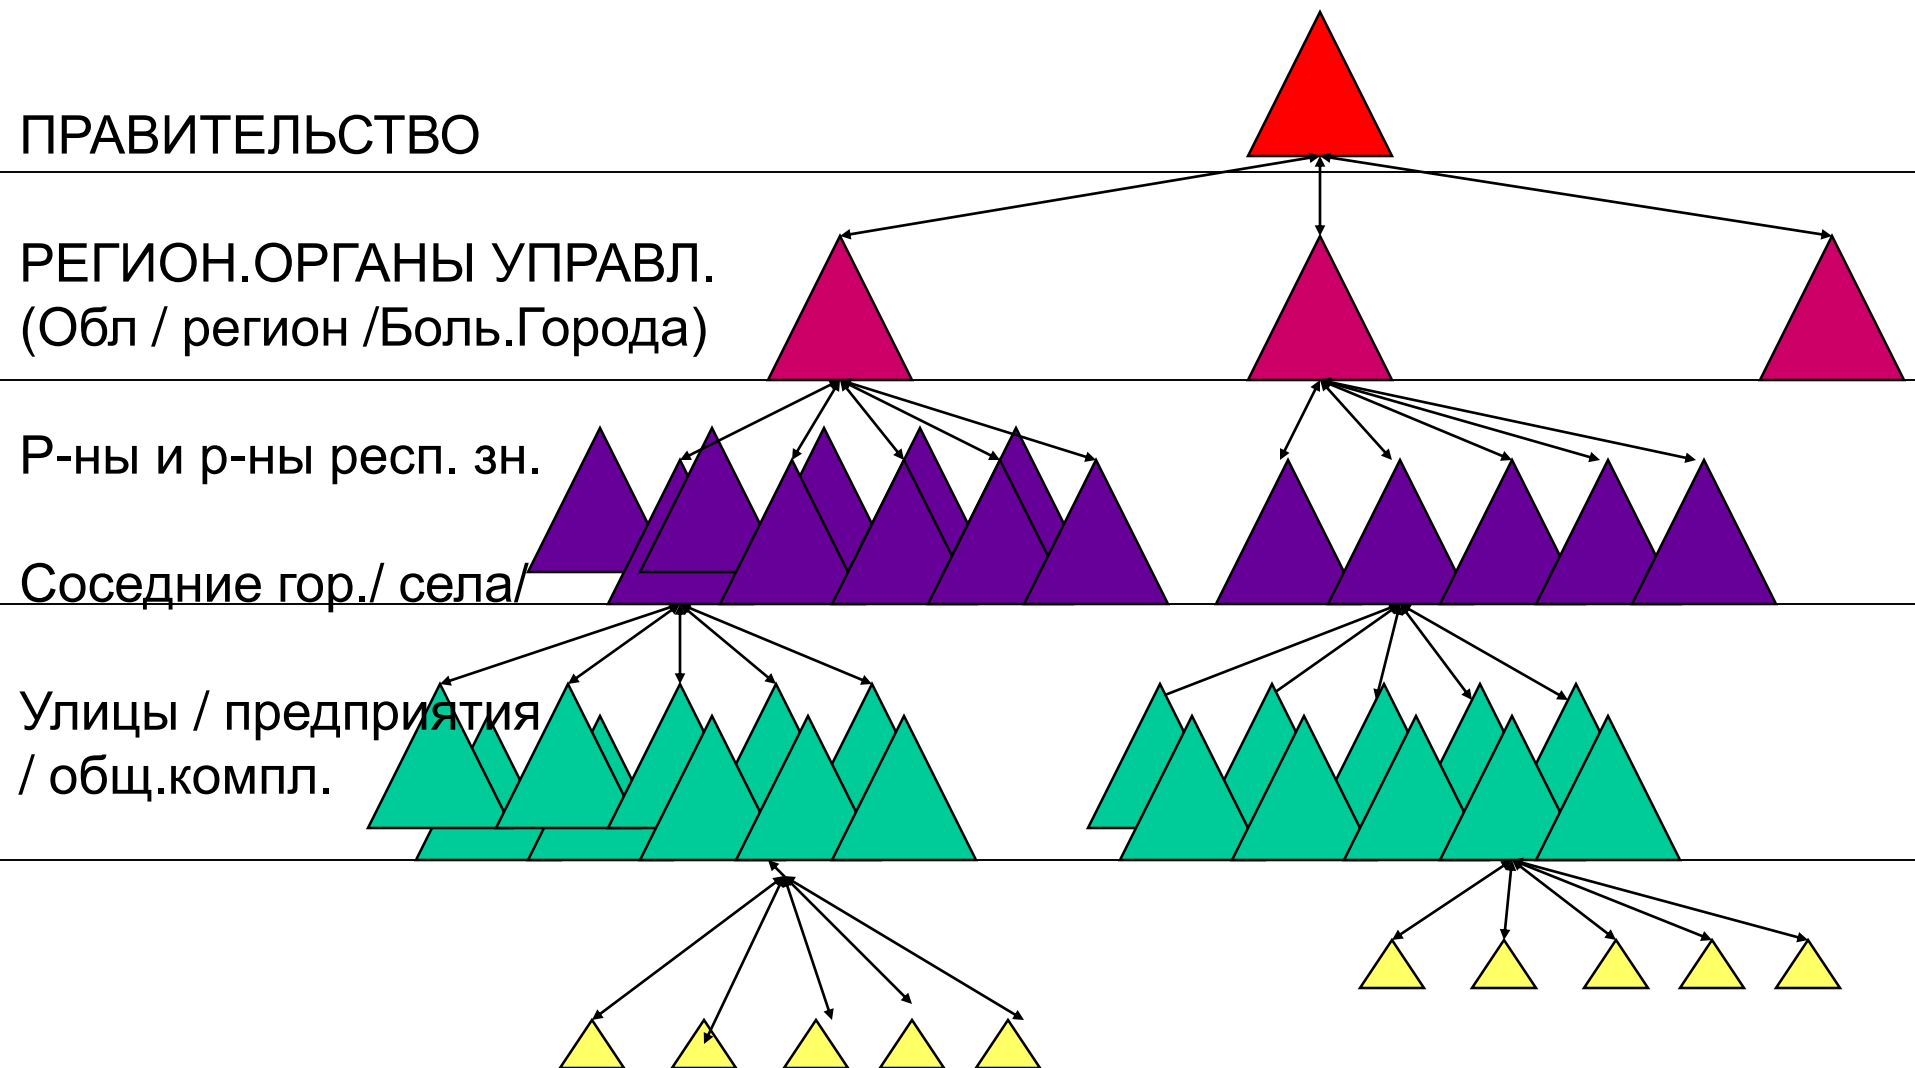 ПРАВИТЕЛЬСТВО
РЕГИОН.ОРГАНЫ УПРАВЛ.
(Обл / регион /Боль.Города)
Р-ны и р-ны респ. зн.
Соседние гор./ села/
Улицы / предприятия
/ общ.компл.